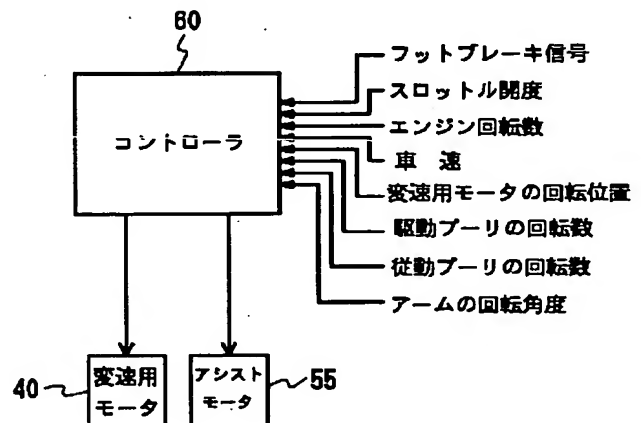 60
コントローラ
フットブレーキ信号
スロットル開度
エンジン回転数
車 速
変速用モータの回転位置
駆動プーリの回転数
従動プーリの回転数
アームの回転角度
40
変速用
モータ
アシスト
モータ
55